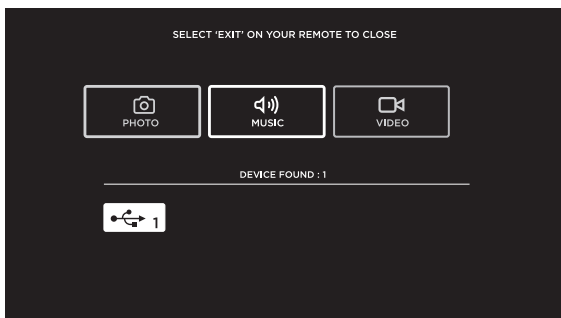 SELECT 'EXIT' ON YOUR REMOTE TO CLOSE
PHOTO
MUSIC
VIDEO
DEVICE FOUND : 1
1